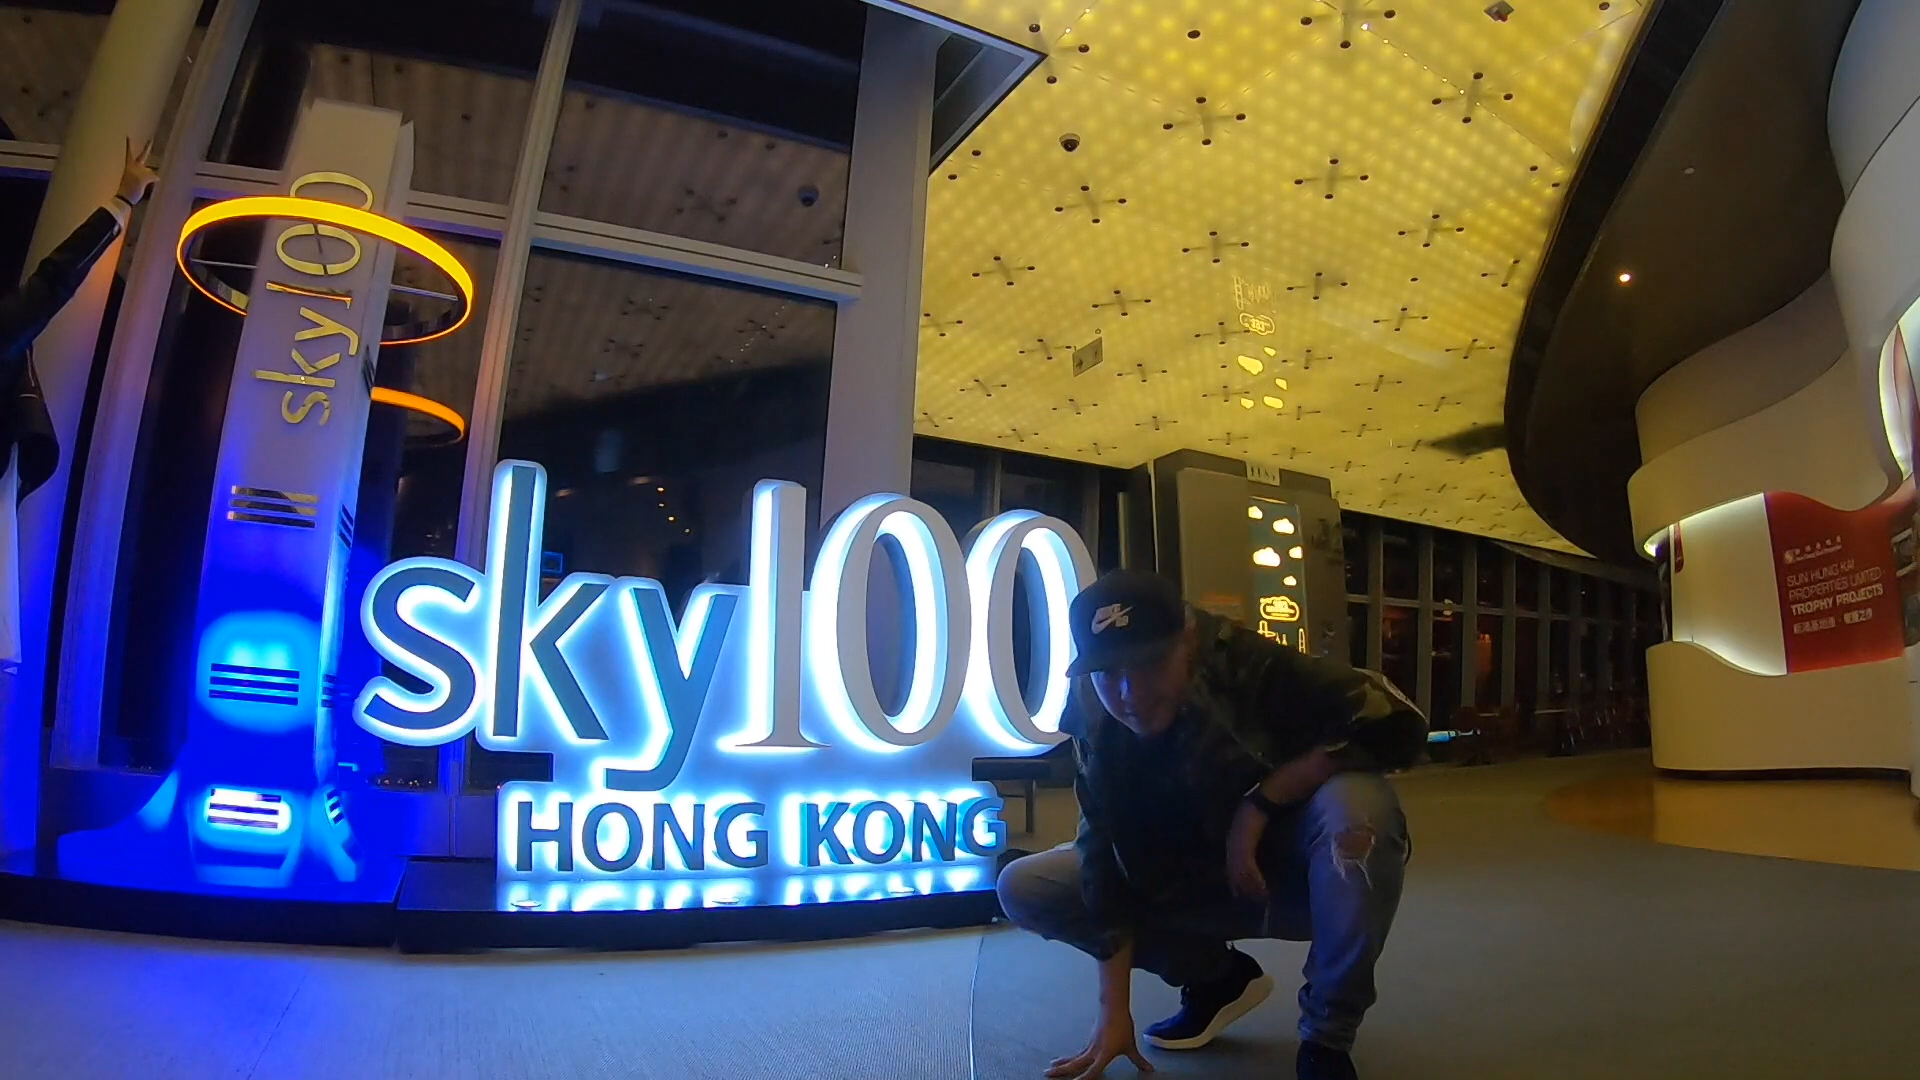 sky100
sky100
HONG KONG
SUN HUNG KAI
PROPERTIES LIMITED
TROPHY PROJECTS